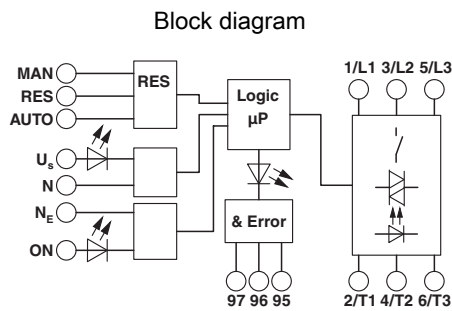 Block diagram
MAN
RES
AUTO
RES
Us
N
NE
ON
Logic
µP
& Error
97 96 95
1/L1 3/L2 5/L3
2/T1 4/T2 6/T3